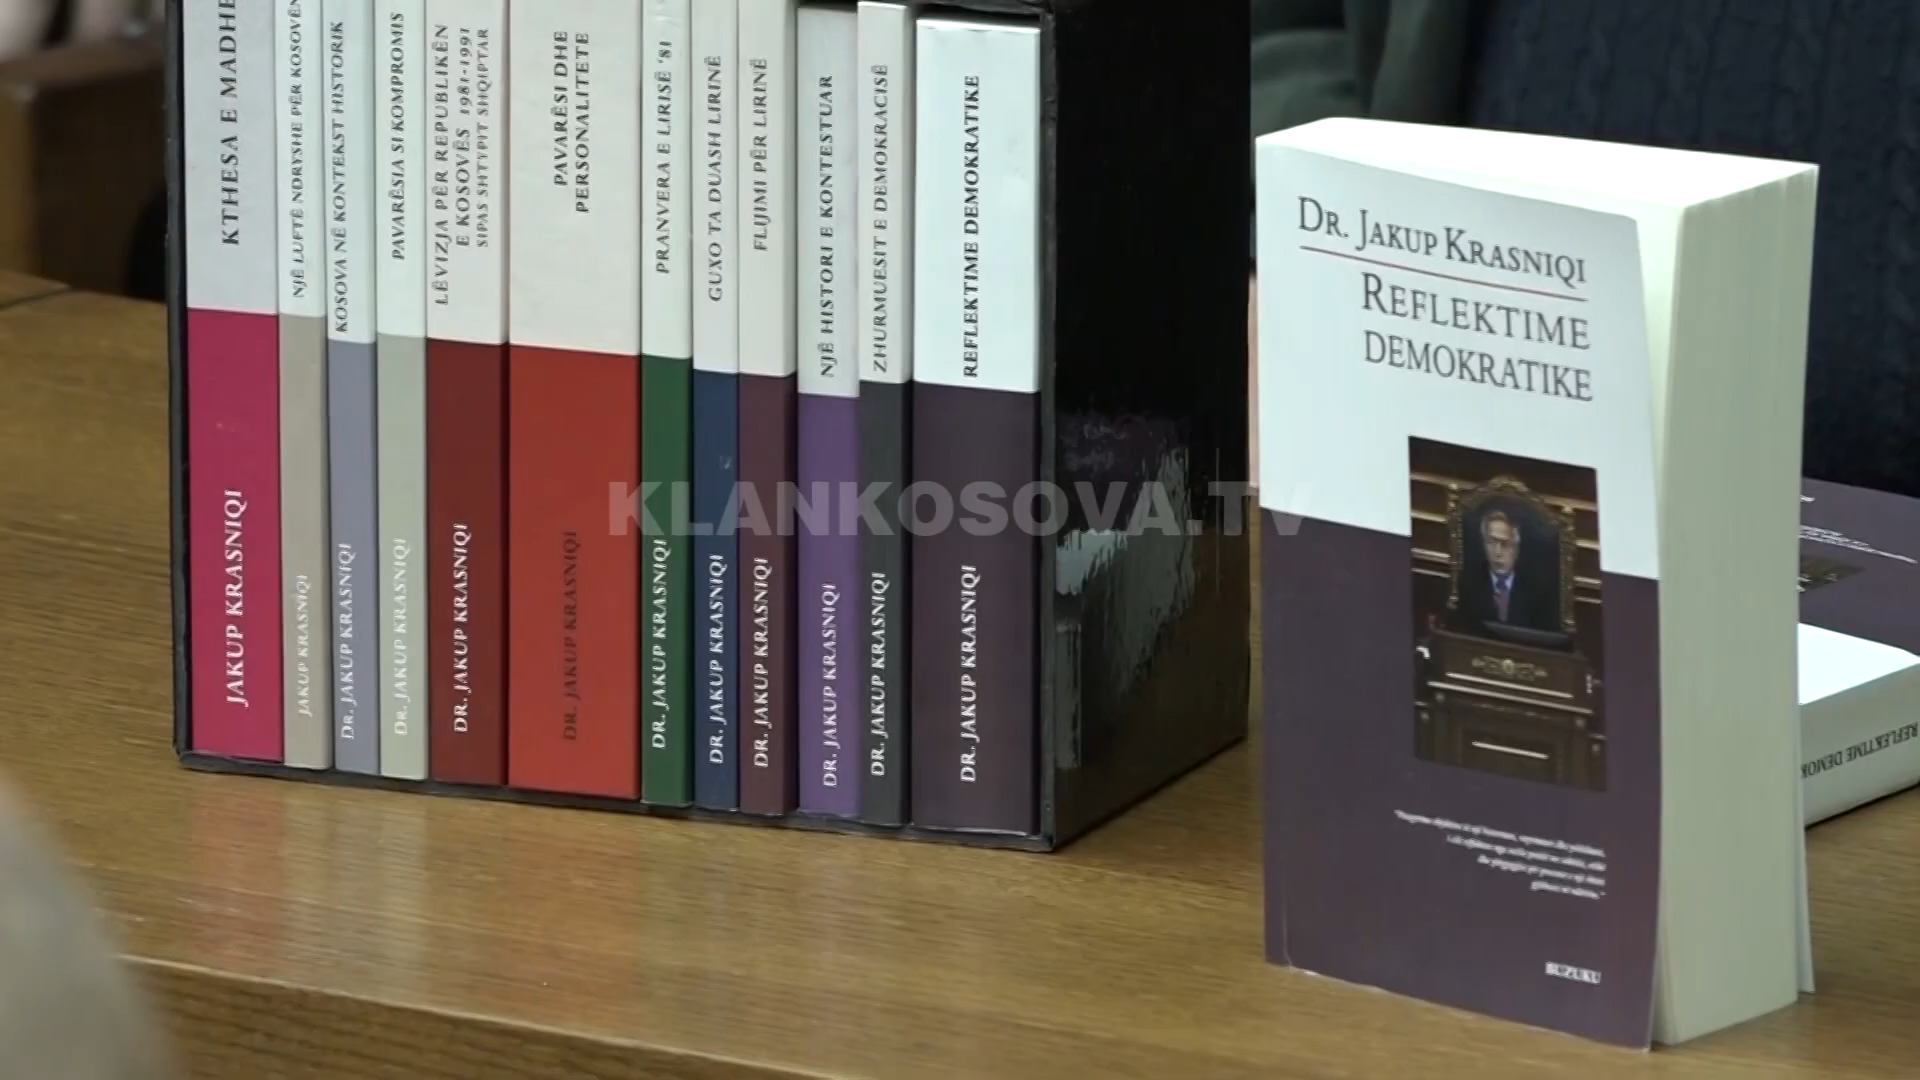 KTHESA E MADHE
JAKUP KRASNIQI
NJË LUFTË NDRYSHE PËR KOSOVËN
JAKUP KRASNIQI
KOSOVA NË KONTEKST HISTORIK
DR. JAKUP KRASNIQI
PAVARËSIA SI KOMPROMIS
DR. JAKUP KRASNIQI
LËVIZJA PËR REPUBLIKËN
E KOSOVËS 1981-1991
SIPAS SHTYPIT SHQIPTAR
DR. JAKUP KRASNIQI
PAVARËSI DHE
PERSONALITETE
DR. JAKUP KRASNIQI
PRANVERA E LIRISË '81
DR. JAKUP KRASNIQI
GUXO TA DUASH LIRINË
DR. JAKUP KRASNIQI
FLIJIMI PËR LIRINË
DR. JAKUP KRASNIQI
NJË HISTORI E KONTESTUAR
DR. JAKUP KRASNIQI
ZHURMUESIT E DEMOKRACISË
DR. JAKUP KRASNIQI
REFLEKTIME DEMOKRATIKE
DR. JAKUP KRASNIQI
KLANKOSOVA.TV
DR. JAKUP KRASNIQI
REFLEKTIME
DEMOKRATIKE
BUZUKU
REFLEKTIME DEMOK